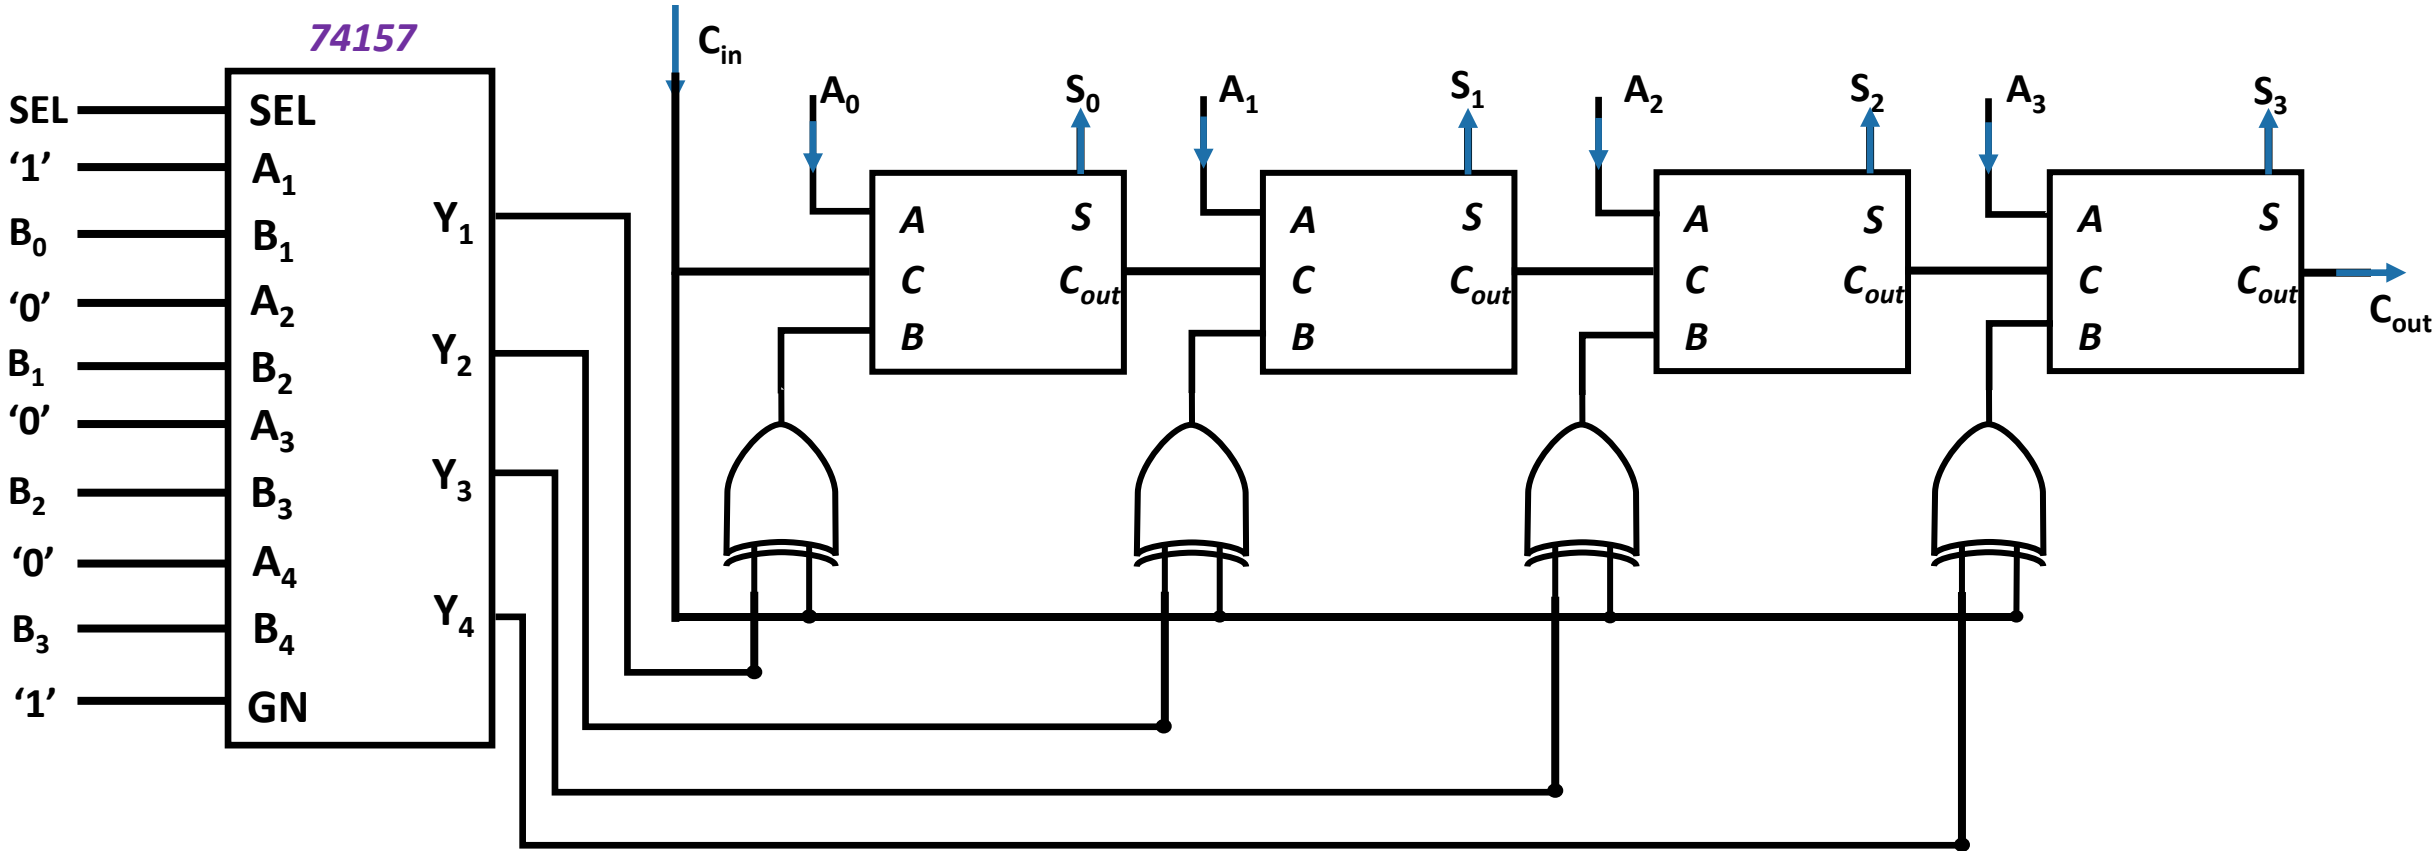 74157
SEL
‘1’
B0
‘0’
B1
‘0’
B2
‘0’
B3
‘1’
SEL
A1
B1
A2
B2
A3
B3
A4
B4
GN
Y1
Y2
Y3
Y4
Cin
A0
S0
A
C
B
S
Cout
A1
S1
A
C
B
S
Cout
A2
S2
A
C
B
S
Cout
A3
S3
A
C
B
S
Cout
Cout